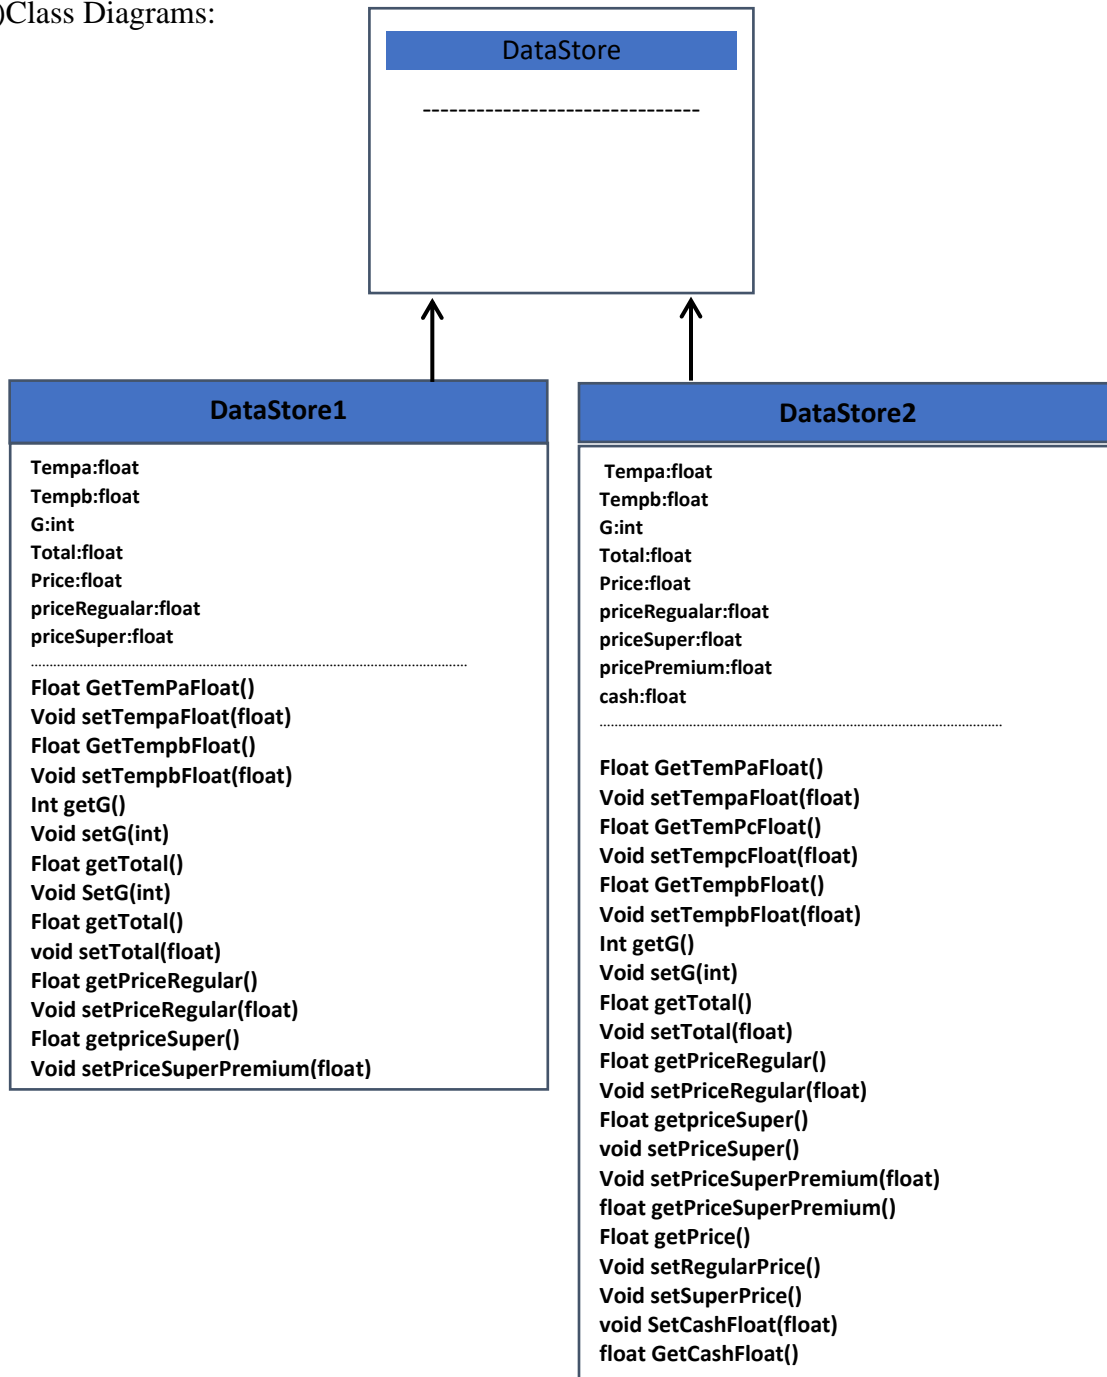 )Class Diagrams:
DataStore
-------------------------------
DataStore1
Tempa:float
Tempb:float
G:int
Total:float
Price:float
priceRegualar:float
priceSuper:float
Float GetTemPaFloat()
Void setTempaFloat(float)
Float GetTempbFloat()
Void setTempbFloat(float)
Int getG()
Void setG(int)
Float getTotal()
Void SetG(int)
Float getTotal()
void setTotal(float)
Float getPriceRegular()
Void setPriceRegular(float)
Float getpriceSuper()
Void setPriceSuperPremium(float)
DataStore2
Tempa:float
Tempb:float
G:int
Total:float
Price:float
priceRegualar:float
priceSuper:float
pricePremium:float
cash:float
Float GetTemPaFloat()
Void setTempaFloat(float)
Float GetTemPcFloat()
Void setTempcFloat(float)
Float GetTempbFloat()
Void setTempbFloat(float)
Int getG()
Void setG(int)
Float getTotal()
Void setTotal(float)
Float getPriceRegular()
Void setPriceRegular(float)
Float getpriceSuper()
void setPriceSuper()
Void setPriceSuperPremium(float)
float getPriceSuperPremium()
Float getPrice()
Void setRegularPrice()
Void setSuperPrice()
void SetCashFloat(float)
float GetCashFloat()